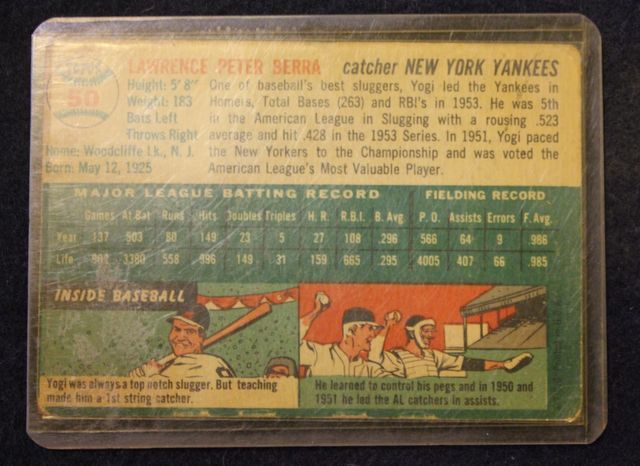 50
LAWRENCE PETER BERRA catcher NEW YORK YANKEES
Height: 5' 8"
Weight: 183
Bats Left
Throws Right
Home: Woodcliffe Lk., N. J.
Born: May 12, 1925
One of baseball's best sluggers, Yogi led the Yankees in
Homers, Total Bases (263) and RBI's in 1953. He was 5th
in the American League in Slugging with a rousing .523
average and hit .428 in the 1953 Series. In 1951, Yogi paced
the New Yorkers to the Championship and was voted the
American League's Most Valuable Player.
MAJOR LEAGUE BATTING RECORD FIELDING RECORD
Games At Bat Runs Hits Doubles Triples H. R. R.B.I. B. Avg P. O. Assists Errors F. Avg.
Year 137 503 80 149 23 5 27 108 .296 566 64 9 .986
Life 3380 558 996 149 31 159 665 .295 4005 407 66 .985
INSIDE BASEBALL
Yogi was always a top notch slugger. But teaching
made him a 1st string catcher.
He learned to control his pegs and in 1950 and
1951 he led the AL catchers in assists.